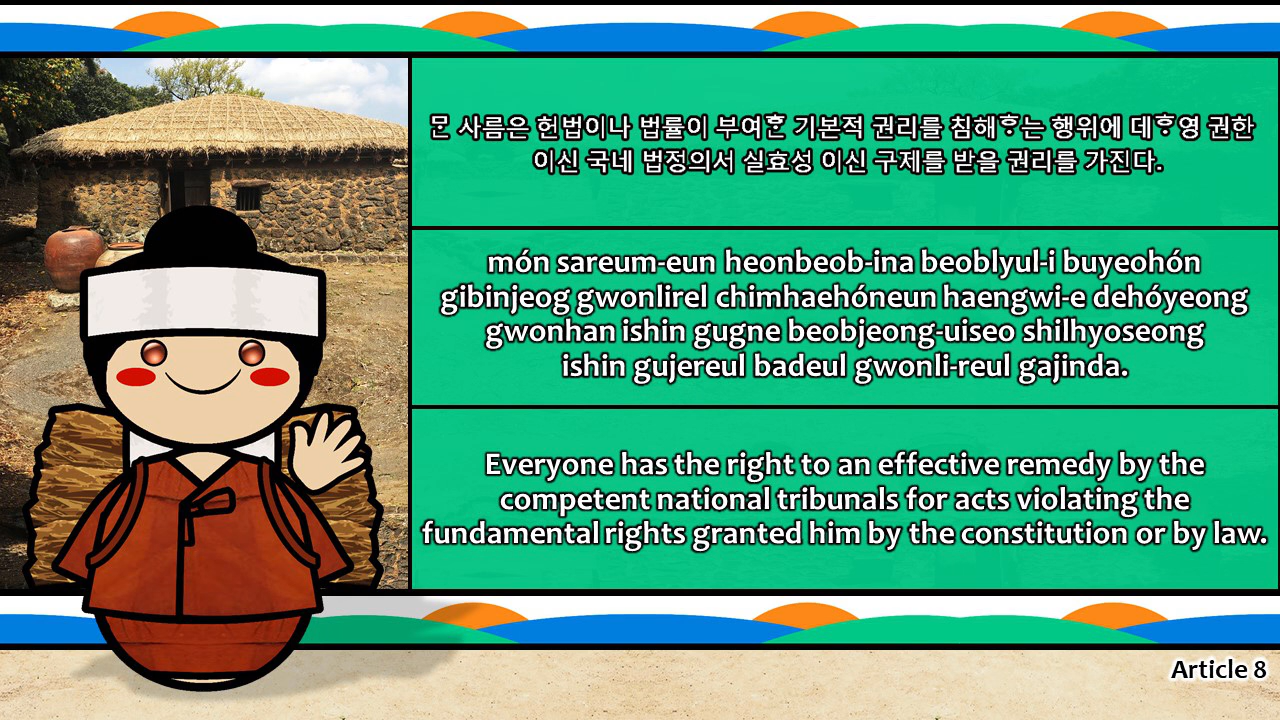 ᄆᆞᆫ 사름은 헌법이나 법률이 부여ᄒᆞᆫ 기본적 권리를 침해ᄒᆞ는 행위에 데ᄒᆞ영 권한
이신 국네 법정의서 실효성 이신 구제를 받을 권리를 가진다.
món sareum-eun heonbeob-ina beoblyul-i buyeohón
gibinjeog gwonlirel chimhaehóneun haengwi-e dehóyeong
gwonhan ishin gugne beobjeong-uiseo shilhyoseong
ishin gujereul badeul gwonli-reul gajinda.
Everyone has the right to an effective remedy by the
competent national tribunals for acts violating the
fundamental rights granted him by the constitution or by law.
Article 8